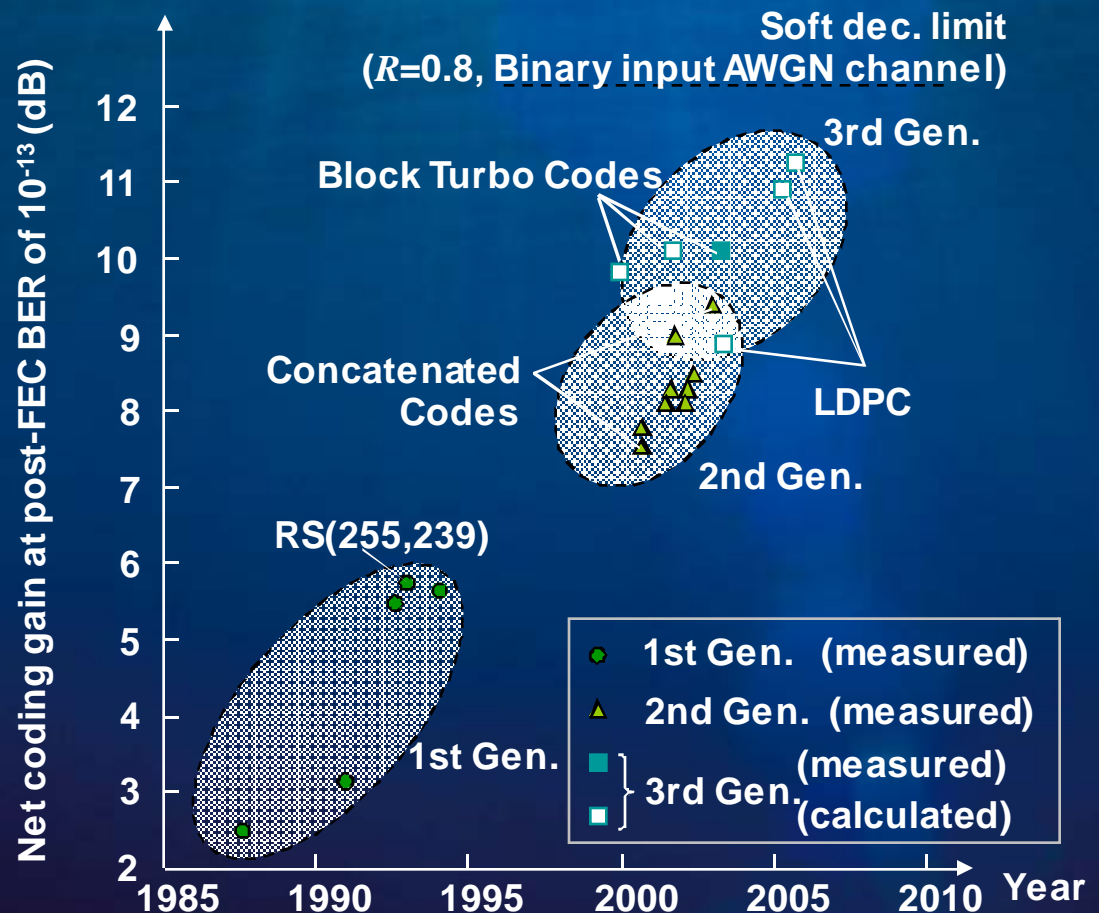 Soft dec. limit
(R=0.8, Binary input AWGN channel)
Net coding gain at post-FEC BER of 10-13 (dB)
12
11
10
9
8
7
6
5
4
3
2
3rd Gen.
Block Turbo Codes
Concatenated
Codes
LDPC
2nd Gen.
RS(255,239)
1st Gen.
1st Gen. (measured)
2nd Gen. (measured)
3rd Gen.
(measured)
(calculated)
1985
1990
1995
2000
2005
2010
Year